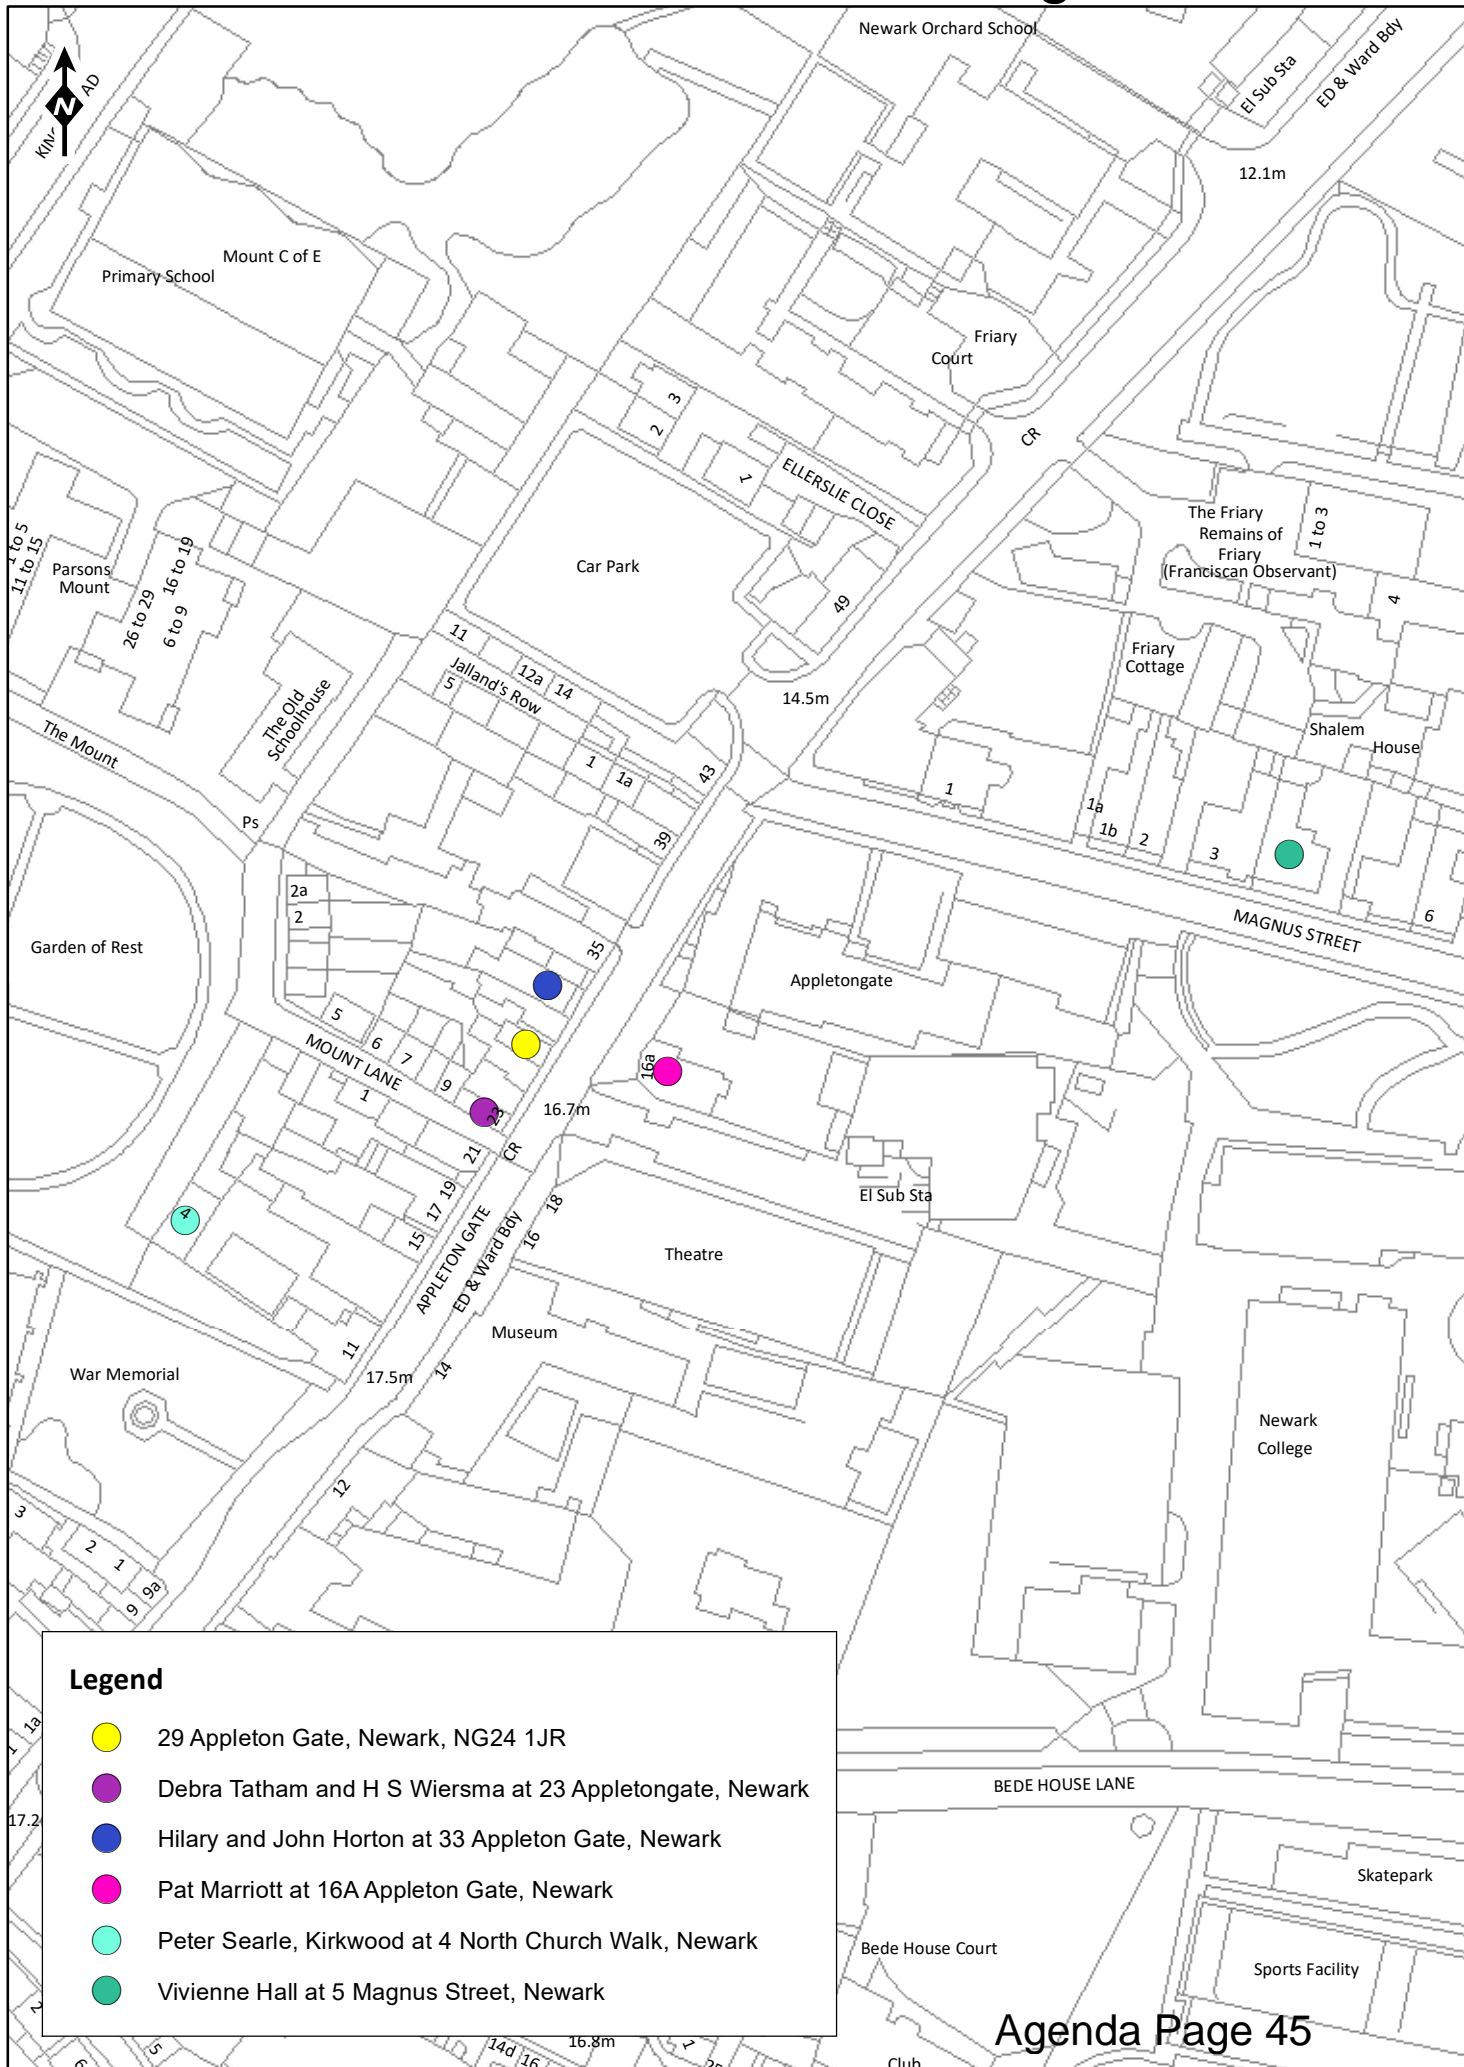 Newark Orchard School
El Sub Sta
ED & Ward Bdy
AD
N
12.1m
Mount C of E
Primary School
Friary
Court
3
2
1
ELLERSLIE CLOSE
CR
The Friary
Remains of
Friary
(Franciscan Observant)
1 to 3
4
1 to 5
11 to 15
Parsons
Mount
16 to 19
26 to 29
6 to 9
Car Park
49
11
Jalland's Row
12a
14
5
Friary
Cottage
The Old
Schoolhouse
14.5m
The Mount
Shalem
House
43
1
1a
1
Ps
39
1a
1b
2
3
6
MAGNUS STREET
2a
2
Garden of Rest
35
Appletongate
5
6
7
9
MOUNT LANE
1
16a
23
16.7m
21
CR
19
17
15
18
16
El Sub Sta
4
APPLETON GATE
ED & Ward Bdy
Theatre
Museum
11
17.5m
14
War Memorial
Newark
College
12
3
2
1
9a
9
Legend
29 Appleton Gate, Newark, NG24 1JR
Debra Tatham and H S Wiersma at 23 Appletongate, Newark
Hilary and John Horton at 33 Appleton Gate, Newark
Pat Marriott at 16A Appleton Gate, Newark
Peter Searle, Kirkwood at 4 North Church Walk, Newark
Vivienne Hall at 5 Magnus Street, Newark
1a
1
BEDE HOUSE LANE
Skatepark
Bede House Court
Sports Facility
Agenda Page 45
2
6
5
14d
16
16.8m
1
Club